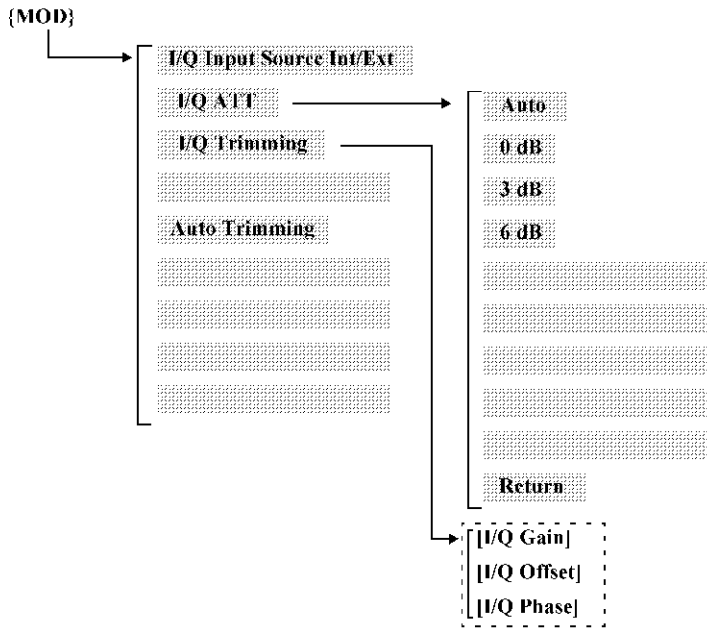 {MOD}
I/Q Input Source Int/Ext
I/Q ATT
I/Q Trimming
Auto Trimming
Auto
0 dB
3 dB
6 dB
Return
[I/Q Gain]
[I/Q Offset]
[I/Q Phase]